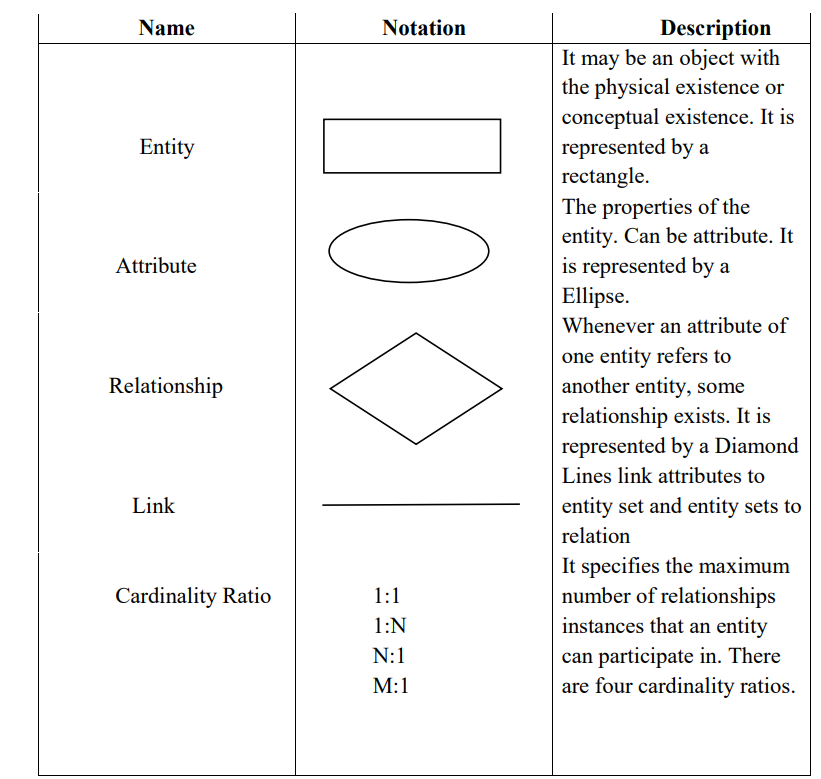 Name Notation Description
It may be an object with
the physical existence or
conceptual existence. It is
Entity represented by a
rectangle.
The properties of the
entity. Can be attribute. It
Attribute is represented by a
Ellipse.
Whenever an attribute of
one entity refers to
Relationship another entity, some
relationship exists. It is
represented by a Diamond
Lines link attributes to
Link entity set and entity sets to
relation
It specifies the maximum
Cardinality Ratio 1:1 number of relationships
1:N instances that an entity
N:1 can participate in. There
M:1 are four cardinality ratios.